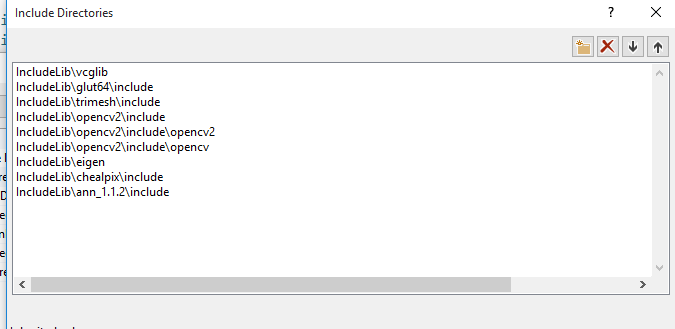 Include Directories
IncludeLib\vcglib
IncludeLib\glut64\include
IncludeLib\trimesh\include
IncludeLib\opencv2\include
IncludeLib\opencv2\include\opencv2
IncludeLib\opencv2\include\opencv
IncludeLib\eigen
IncludeLib\chealpix\include
IncludeLib\ann_1.1.2\include